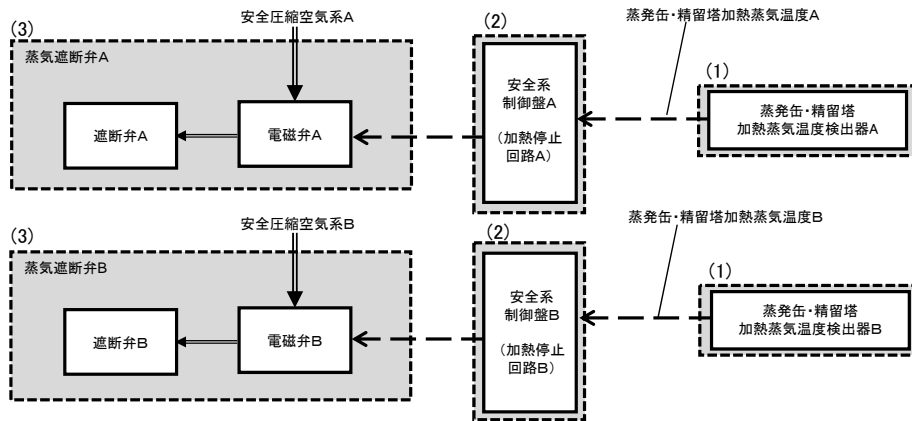 安全圧縮空気系A
蒸発缶・精留塔加熱蒸気温度A
(3)
(2)
(1)
蒸気遮断弁A
遮断弁A
電磁弁A
安全系
制御盤A
(加熱停止
回路A)
蒸発缶・精留塔
加熱蒸気温度検出器A
安全圧縮空気系B
蒸発缶・精留塔加熱蒸気温度B
(3)
(2)
(1)
蒸気遮断弁B
遮断弁B
電磁弁B
安全系
制御盤B
(加熱停止
回路B)
蒸発缶・精留塔
加熱蒸気温度検出器B